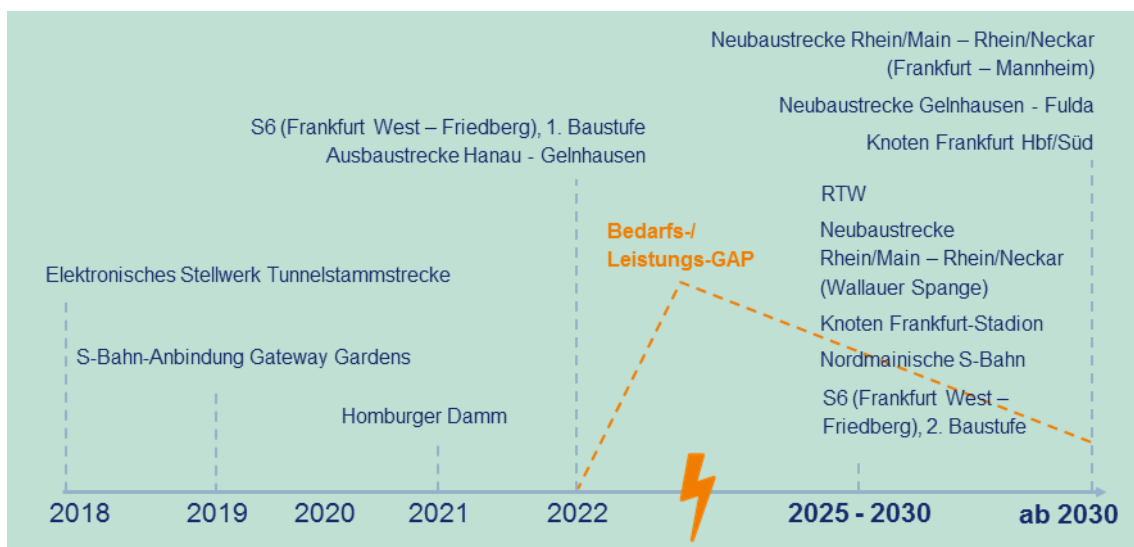 Neubaustrecke Rhein/Main – Rhein/Neckar
(Frankfurt – Mannheim)
Neubaustrecke Gelnhausen - Fulda
Knoten Frankfurt Hbf/Süd
S6 (Frankfurt West – Friedberg), 1. Baustufe
Ausbaustrecke Hanau - Gelnhausen
RTW
Neubaustrecke
Rhein/Main – Rhein/Neckar
(Wallauer Spange)
Knoten Frankfurt-Stadion
Nordmainische S-Bahn
S6 (Frankfurt West –
Friedberg), 2. Baustufe
Bedarfs-/
Leistungs-GAP
Elektronisches Stellwerk Tunnelstammstrecke
S-Bahn-Anbindung Gateway Gardens
Homburger Damm
2018 2019 2020 2021 2022 2025 - 2030 ab 2030